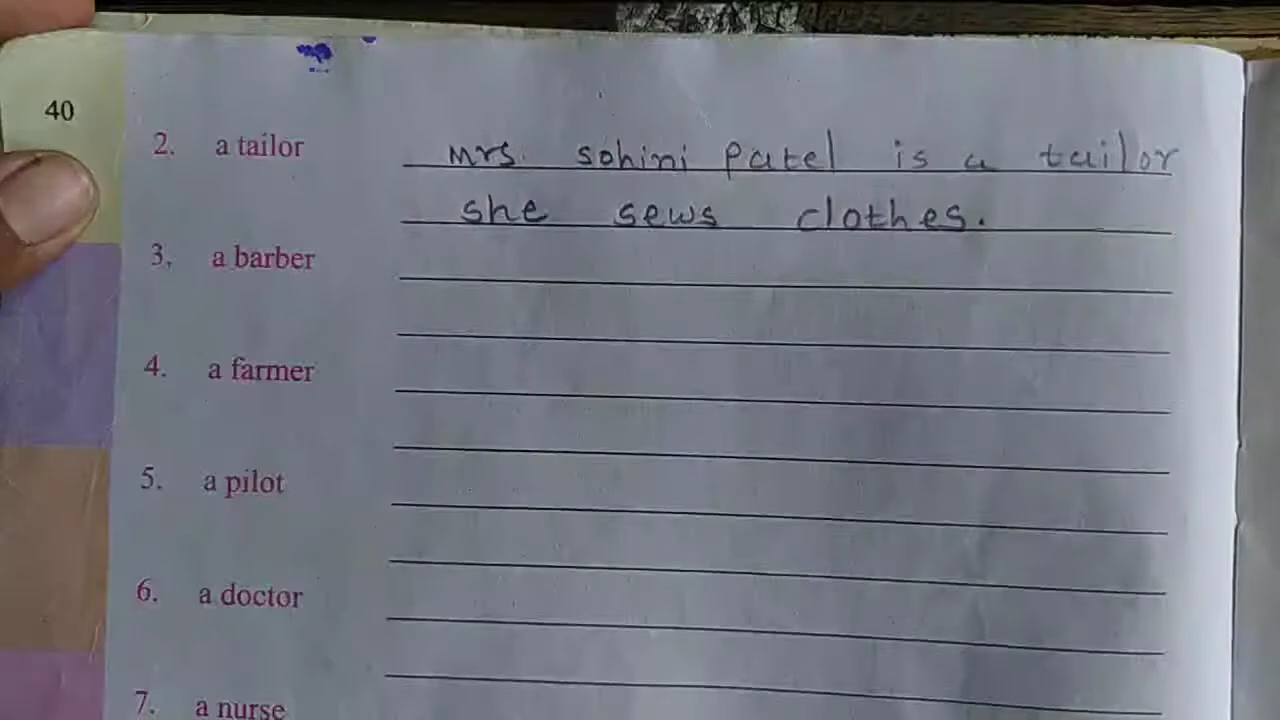 40
2. a tailor Mrs. sohini Patel is a tailor
she sews clothes.
3. a barber
4. a farmer
5. a pilot
6. a doctor
7. a nurse